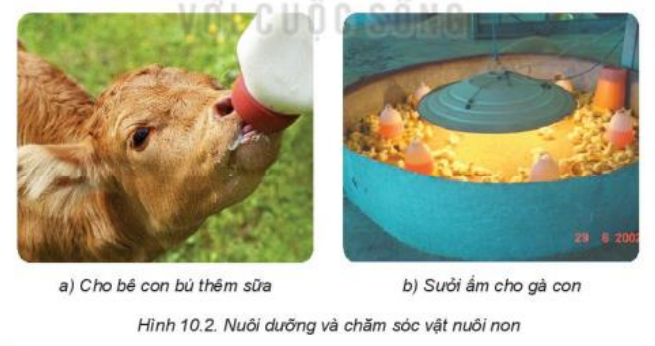 VỚI CUỘC SỐNG
29 6 2002
a) Cho bê con bú thêm sữa
b) Sưởi ấm cho gà con
Hình 10.2. Nuôi dưỡng và chăm sóc vật nuôi non